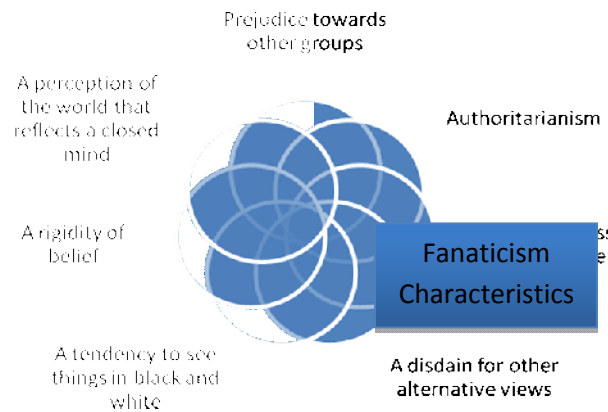 Prejudice towards
other groups
Authoritarianism
Fanaticism
Characteristics
A disdain for other
alternative views
A tendency to see
things in black and
white
A rigidity of
belief
A perception of
the world that
reflects a closed
mind